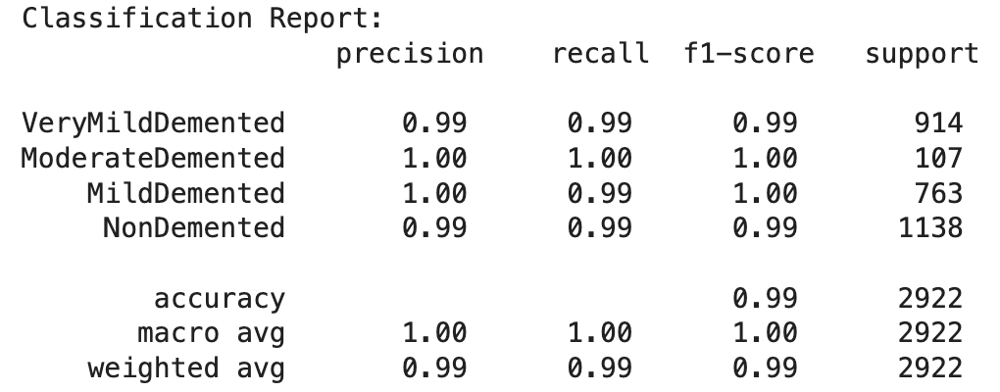 Classification Report:
precision recall f1-score support
VeryMildDemented 0.99 0.99 0.99 914
ModerateDemented 1.00 1.00 1.00 107
MildDemented 1.00 0.99 1.00 763
NonDemented 0.99 0.99 0.99 1138
accuracy 0.99 2922
macro avg 1.00 1.00 1.00 2922
weighted avg 0.99 0.99 0.99 2922